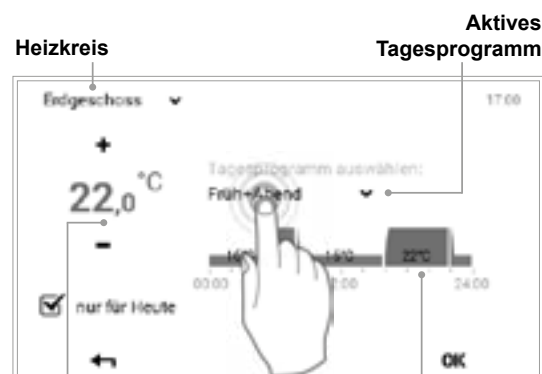 Heizkreis
Aktives
Tagesprogramm
Erdgeschoss
17:00
+
22,0 °C
-
Tagesprogramm auswählen:
Früh+Abend
22°C
00:00
24:00
nur für Heute
OK